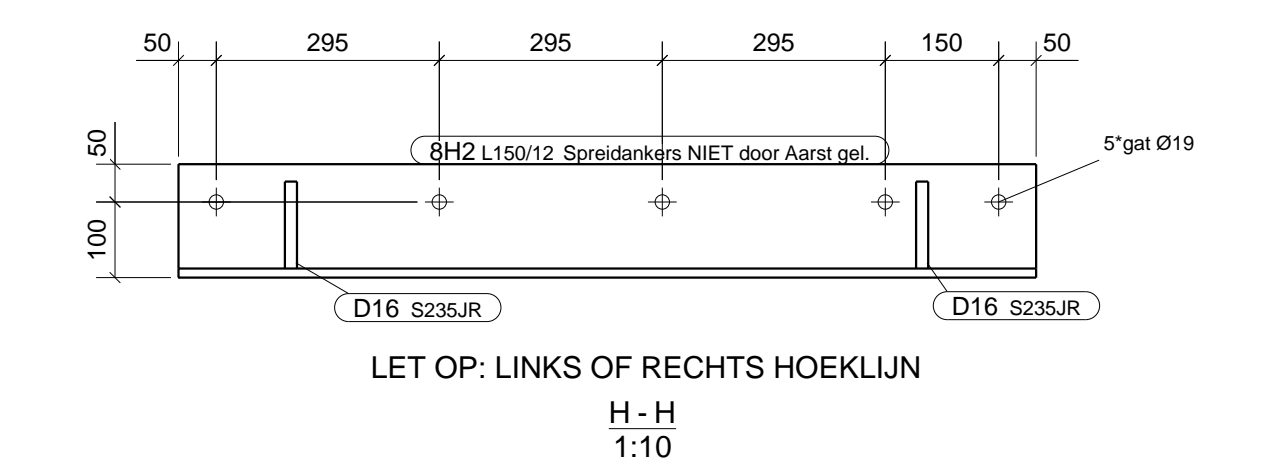 50 295 295 295 150 50
50
8H2 L150/12 Spreidankers NIET door Aarst gel.
5*gat Ø19
100
D16 S235JR
D16 S235JR
LET OP: LINKS OF RECHTS HOEKLIJN
H - H
1:10